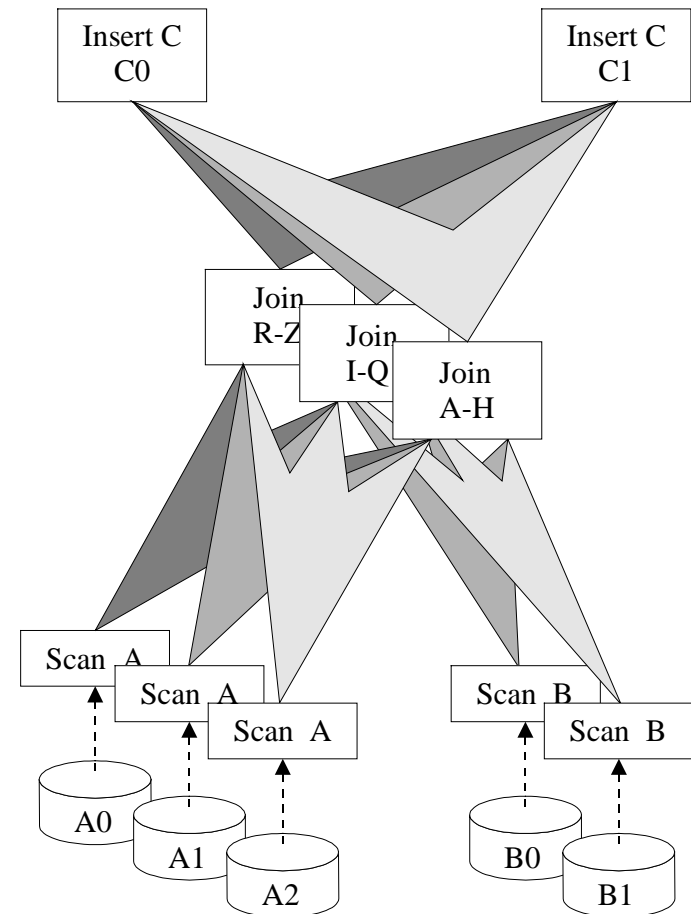 Insert C
C0
Insert C
C1
Join
R-Z
Join
I-Q
Join
A-H
Scan A
Scan A
Scan A
Scan B
Scan B
A0
A1
A2
B0
B1